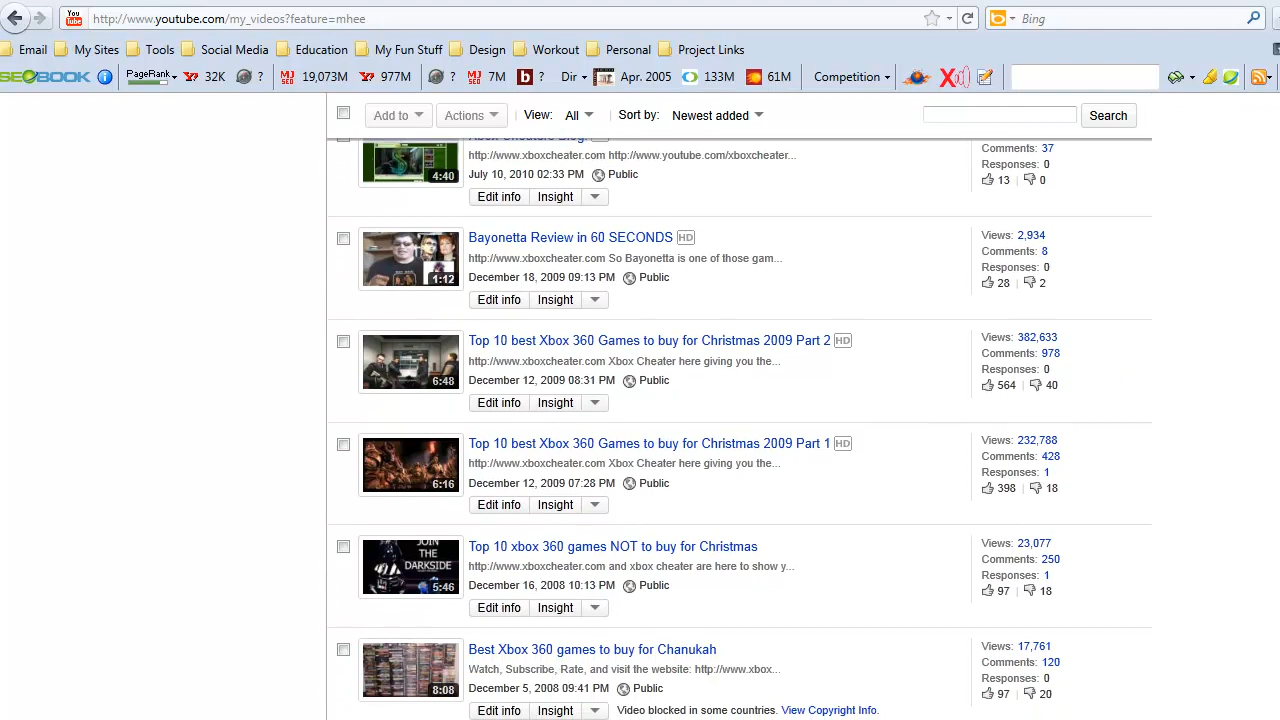 You Tube http://www.youtube.com/my_videos?feature=mhee Bing
Email My Sites Tools Social Media Education My Fun Stuff Design Workout Personal Project Links
SEOBOOK PageRank 32K ? MJ SEO 19,073M 977M ? MJ SEO 7M b ? Dir Apr. 2005 61M Competition
Add to Actions View: All Sort by: Newest added Search
4:40
http://www.xboxcheater.com http://www.youtube.com/xboxcheater...
July 10, 2010 02:33 PM Public
Edit info Insight
Comments: 37
Responses: 0
13 0
1:12
Bayonetta Review in 60 SECONDS HD
http://www.xboxcheater.com So Bayonetta is one of those gam...
December 18, 2009 09:13 PM Public
Edit info Insight
Views: 2,934
Comments: 8
Responses: 0
28 2
6:48
Top 10 best Xbox 360 Games to buy for Christmas 2009 Part 2 HD
http://www.xboxcheater.com Xbox Cheater here giving you the...
December 12, 2009 08:31 PM Public
Edit info Insight
Views: 382,633
Comments: 978
Responses: 0
564 40
6:16
Top 10 best Xbox 360 Games to buy for Christmas 2009 Part 1 HD
http://www.xboxcheater.com Xbox Cheater here giving you the...
December 12, 2009 07:28 PM Public
Edit info Insight
Views: 232,788
Comments: 428
Responses: 1
398 18
JOIN
THE
DARKSIDE
5:46
Top 10 xbox 360 games NOT to buy for Christmas
http://www.xboxcheater.com and xbox cheater are here to show y...
December 16, 2008 10:13 PM Public
Edit info Insight
Views: 23,077
Comments: 250
Responses: 1
97 18
8:08
Best Xbox 360 games to buy for Chanukah
Watch, Subscribe, Rate, and visit the website: http://www.xbox...
December 5, 2008 09:41 PM Public
Edit info Insight Video blocked in some countries. View Copyright Info.
Views: 17,761
Comments: 120
Responses: 0
97 20